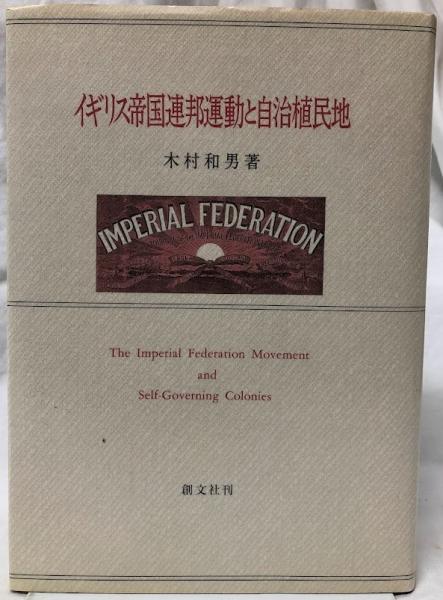 イギリス帝国連邦運動と自治植民地
木村和男著
IMPERIAL FEDERATION
The Imperial Federation Movement
and
Self-Governing Colonies
創文社刊